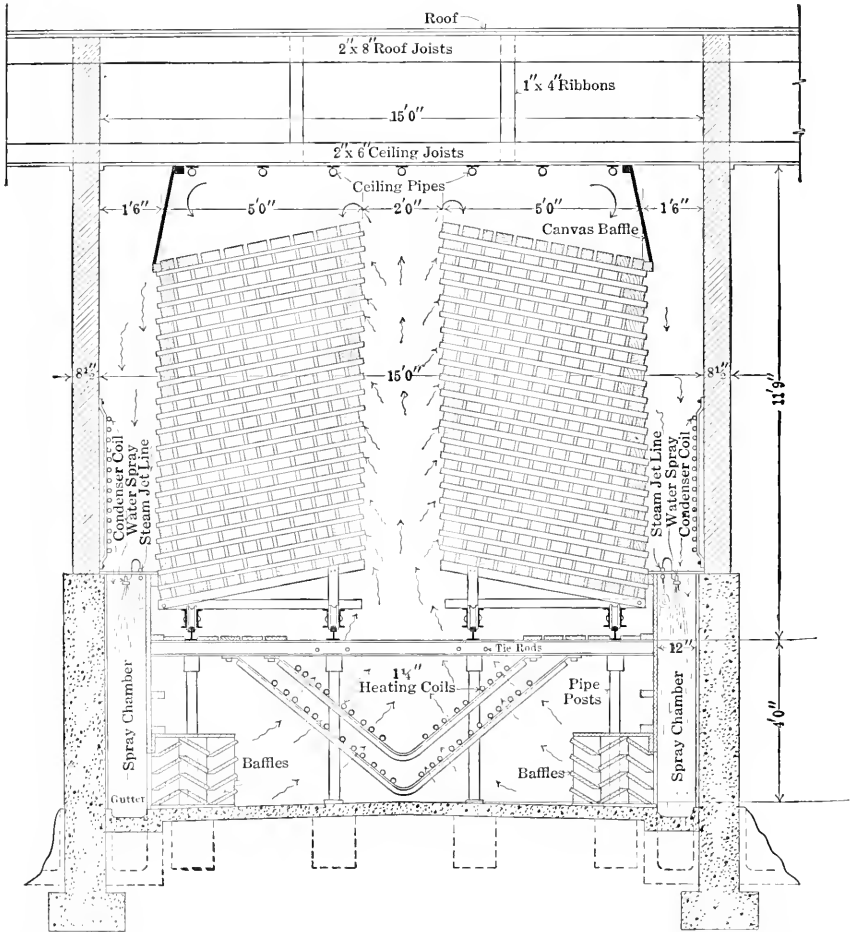 Roof
2"x 8" Roof Joists
1"x 4" Ribbons
15'0"
2"x 6" Ceiling Joists
Ceiling Pipes
1'6"
5'0"
2'0"
5'0"
1'6"
Canvas Baffle
8½"
15'0"
8½"
11'9"
Condenser Coil
Water Spray
Steam Jet Line
Steam Jet Line
Water Spray
Condenser Coil
Tie Rods
12"
1¼"
Heating Coils
Pipe
Posts
Spray Chamber
Spray Chamber
4'0"
Baffles
Baffles
Gutter